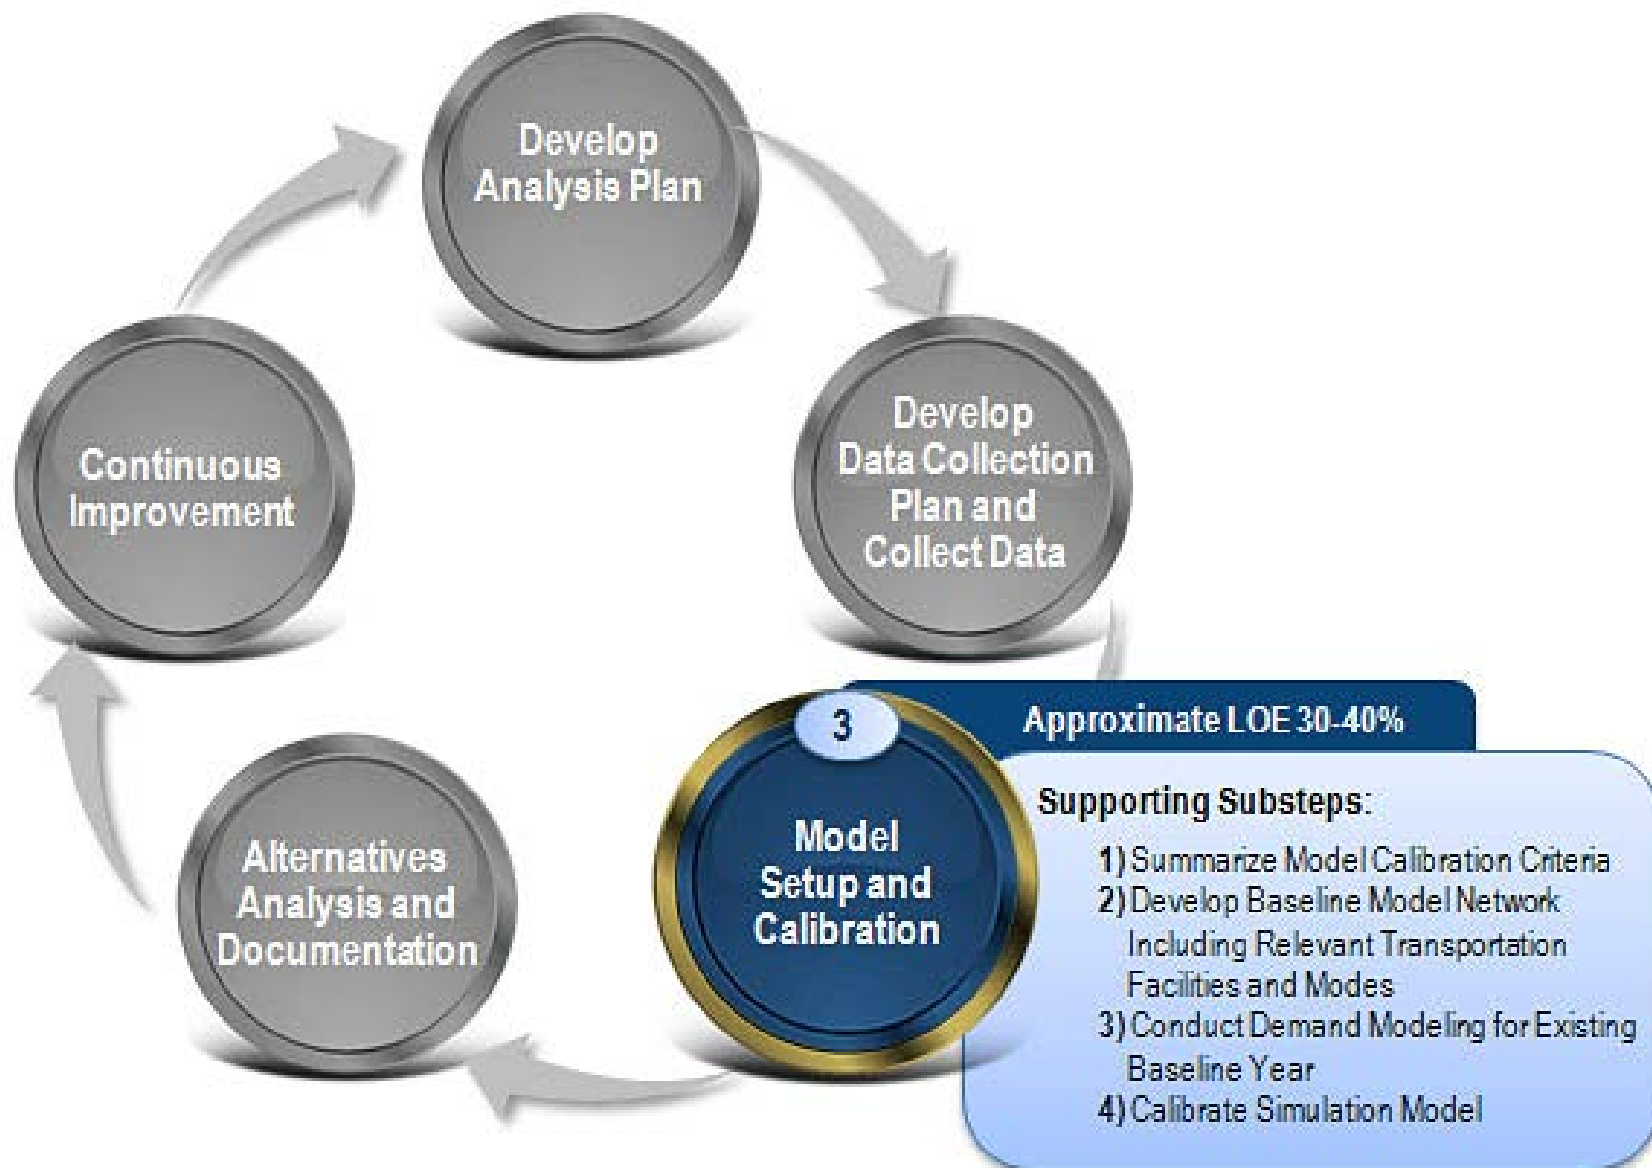 Develop
Analysis Plan
Develop
Data Collection
Plan and
Collect Data
Continuous
Improvement
3
Model
Setup and
Calibration
Approximate LOE 30-40%
Supporting Substeps:
1) Summarize Model Calibration Criteria
2) Develop Baseline Model Network
Including Relevant Transportation
Facilities and Modes
3) Conduct Demand Modeling for Existing
Baseline Year
4) Calibrate Simulation Model
Alternatives
Analysis and
Documentation